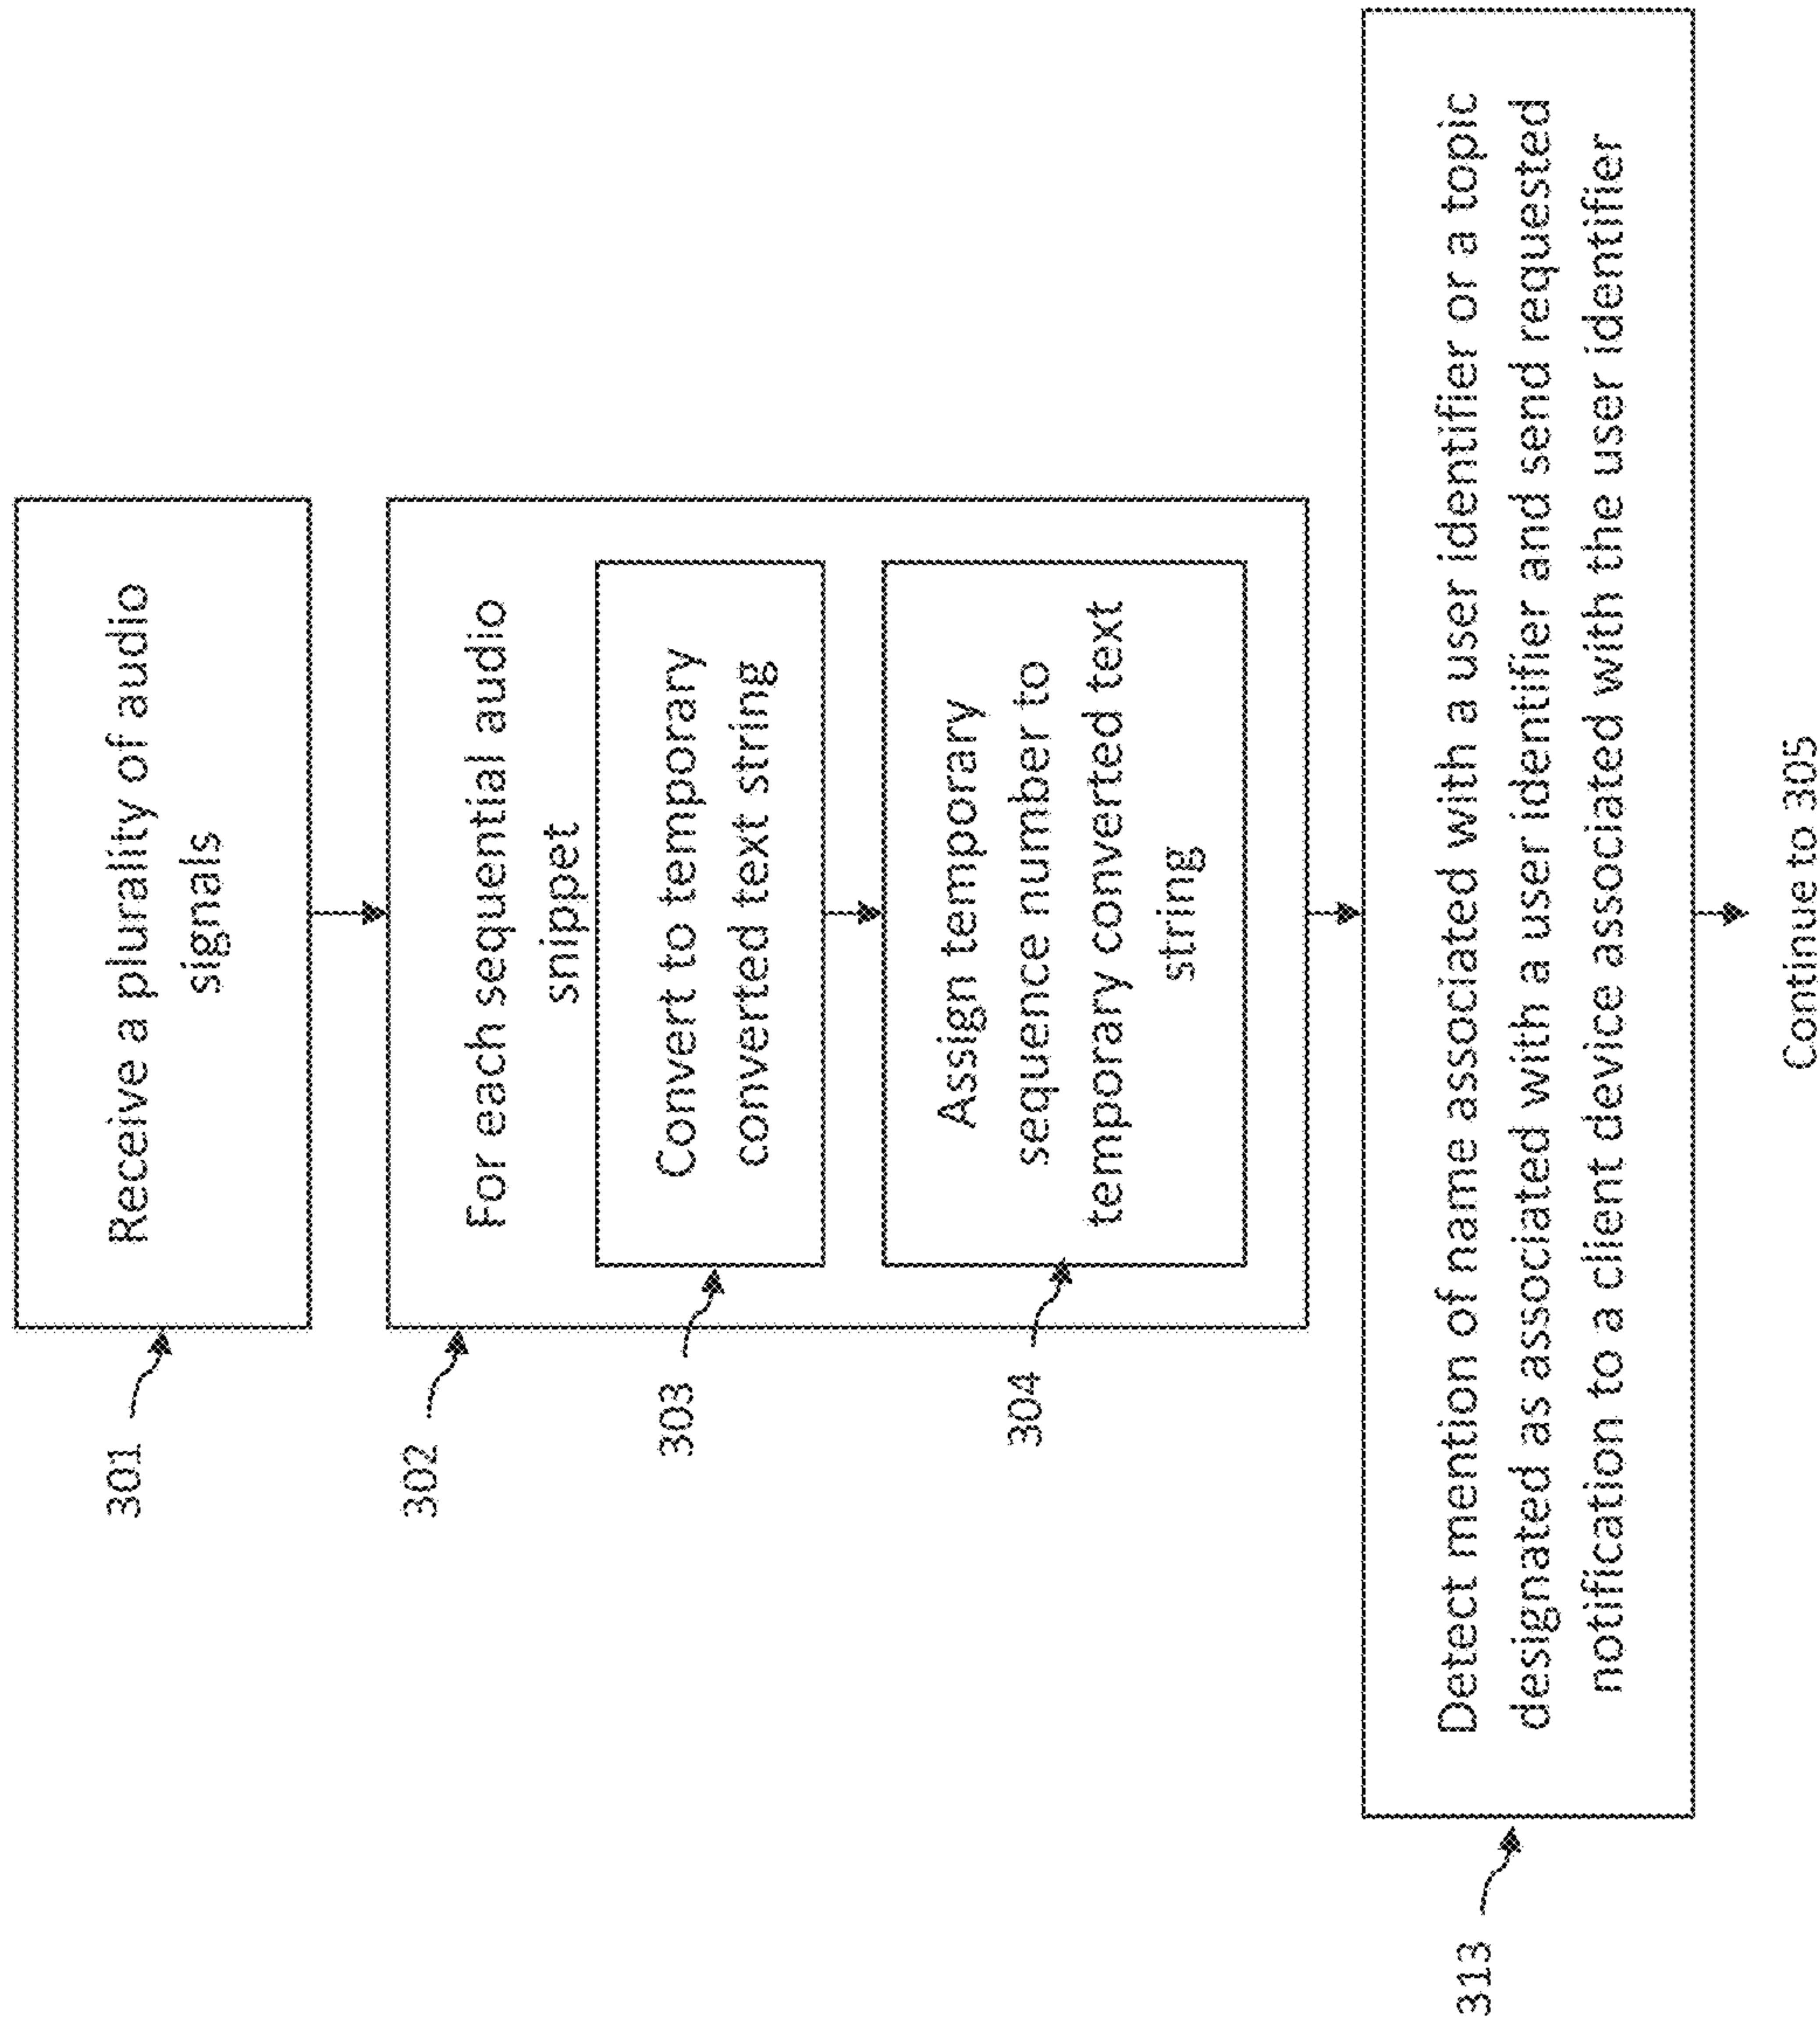 Receive a plurality of audio
signals
301
For each sequential audio
snippet
302
Convert to temporary
converted text string
303
Assign temporary
sequence number to
temporary converted text
string
304
Detect mention of name associated with a user identifier or a topic
designated as associated with a user identifier and send requested
notification to a client device associated with the user identifier
313
Continue to 305